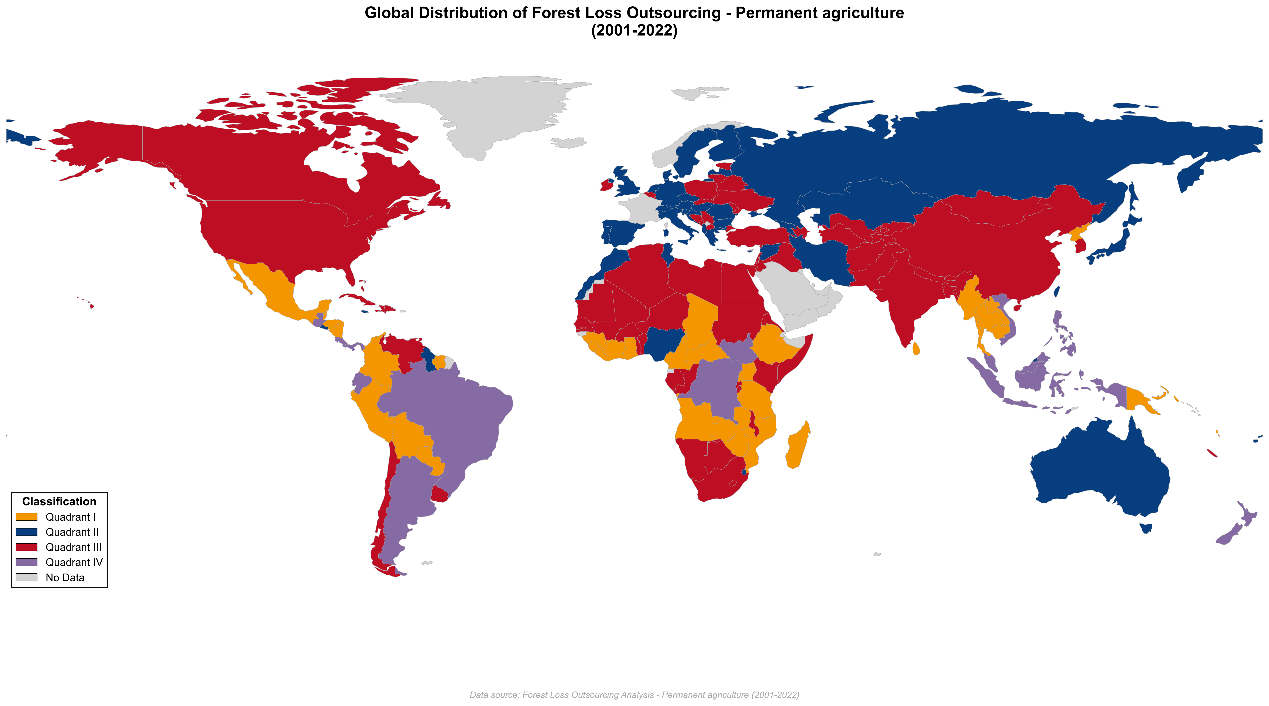 Global Distribution of Forest Loss Outsourcing - Permanent agriculture
(2001-2022)
Classification
Quadrant I
Quadrant II
Quadrant III
Quadrant IV
No Data
Data source: Forest Loss Outsourcing Analysis - Permanent agriculture (2001-2022)